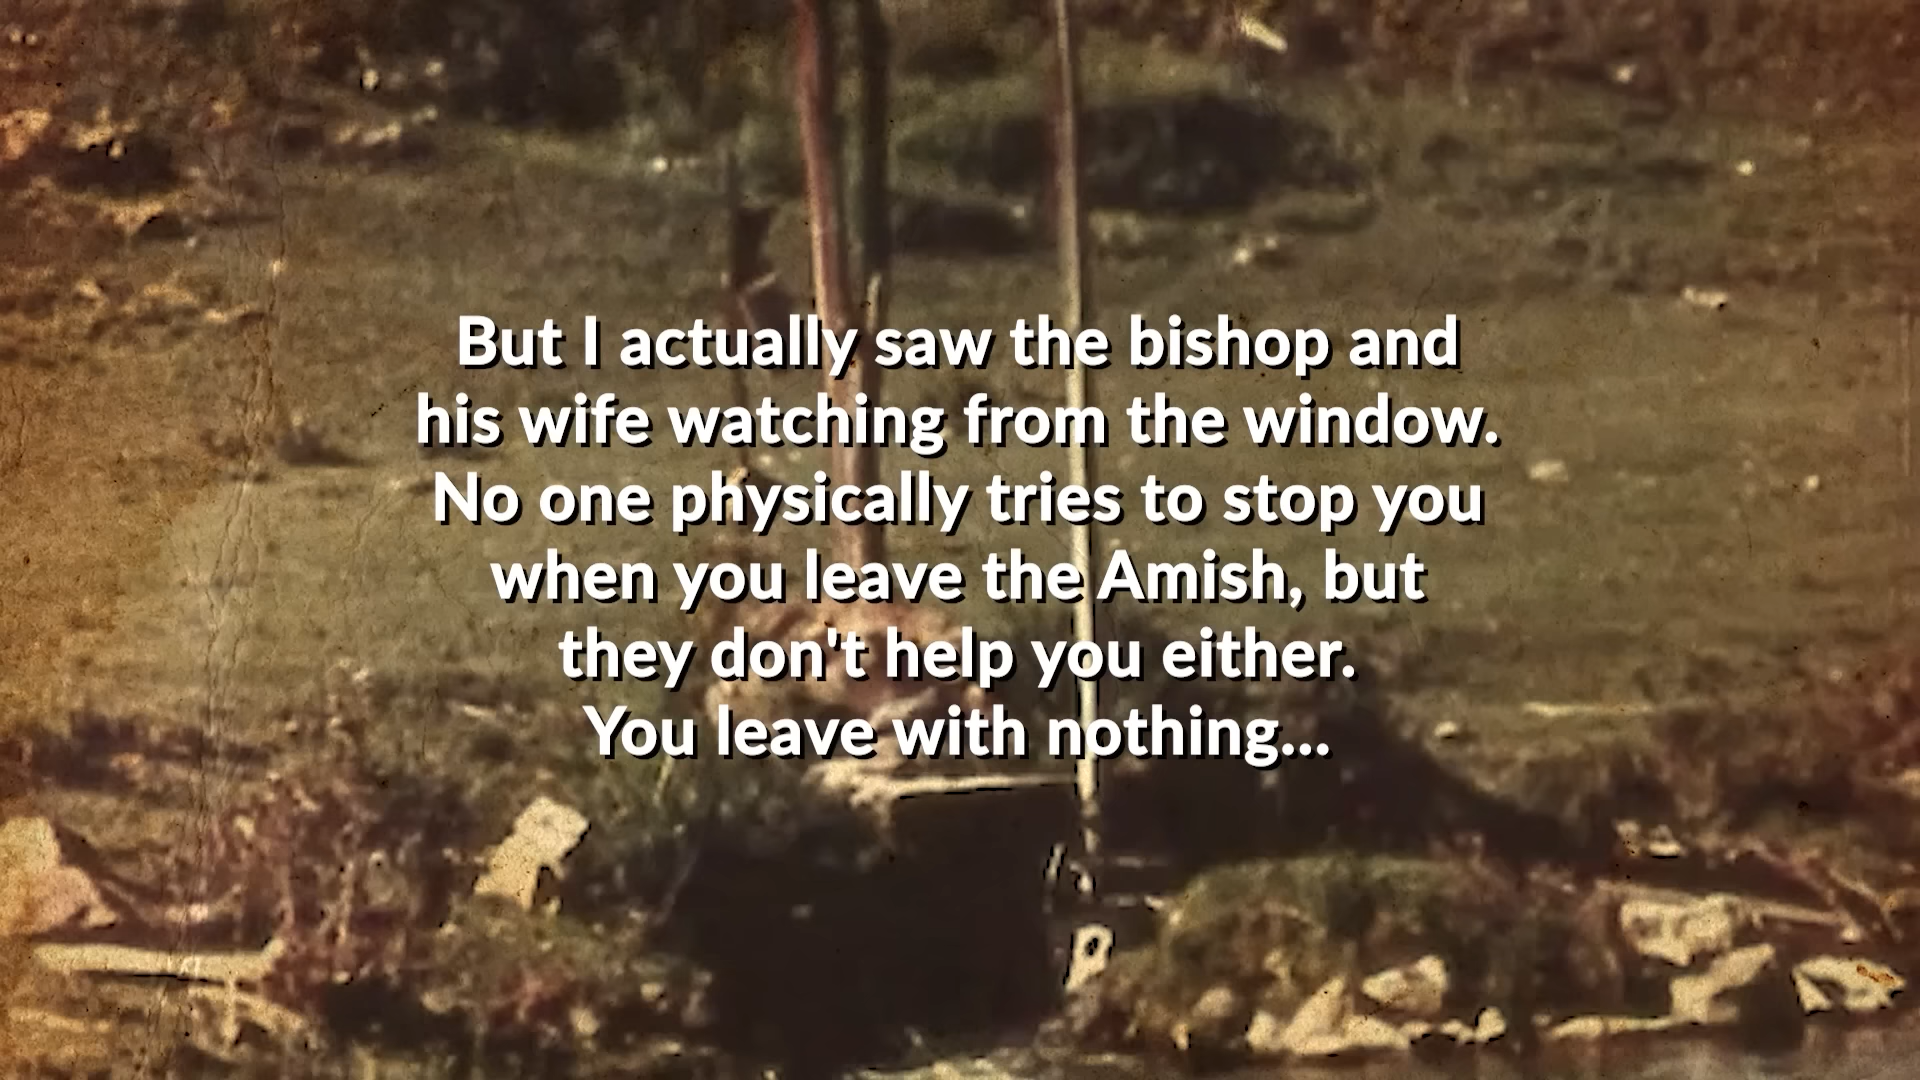 But I actually saw the bishop and
his wife watching from the window.
No one physically tries to stop you
when you leave the Amish, but
they don't help you either.
You leave with nothing...